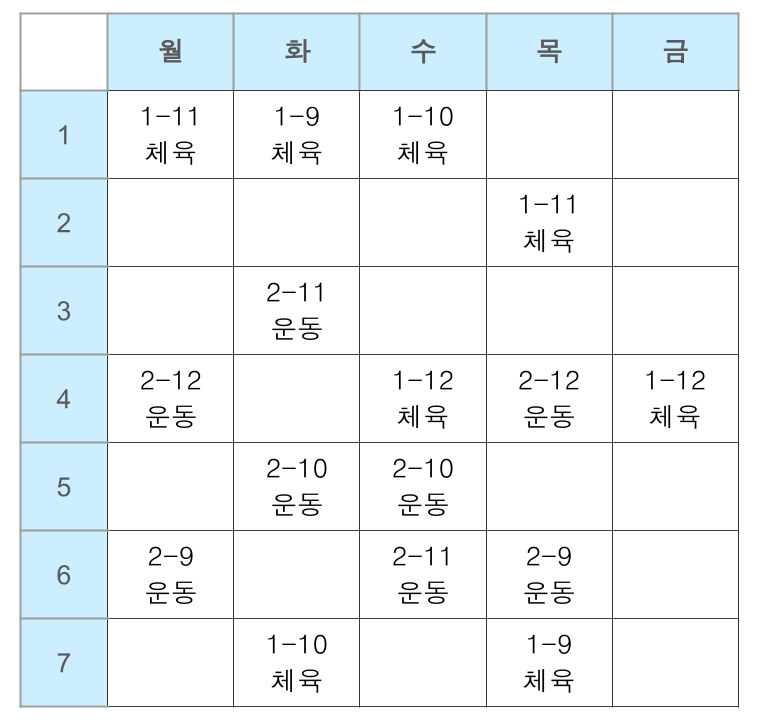 월 화 수 목 금
1 1-11 1-9 1-10
체육 체육 체육
2 1-11
체육
3 2-11
운동
4 2-12 1-12 2-12 1-12
운동 체육 운동 체육
5 2-10 2-10
운동 운동
6 2-9 2-11 2-9
운동 운동 운동
7 1-10 1-9
체육 체육